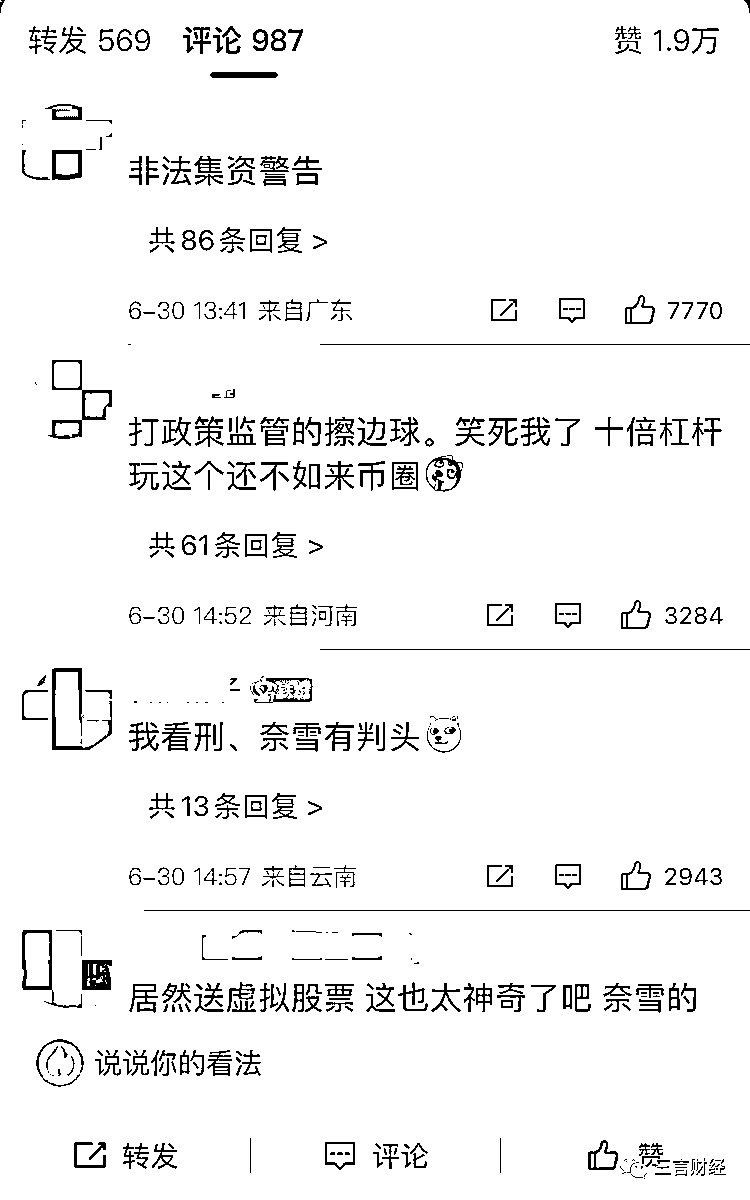 转发 569 评论 987 赞 1.9万
非法集资警告
共86条回复 >
6-30 13:41 来自广东 7770
打政策监管的擦边球。笑死我了 十倍杠杆
玩这个还不如来币圈
共61条回复 >
6-30 14:52 来自河南 3284
我看刑、奈雪有判头
共13条回复 >
6-30 14:57 来自云南 2943
居然送虚拟股票 这也太神奇了吧 奈雪的
说说你的看法
转发 评论 赞
三言财经